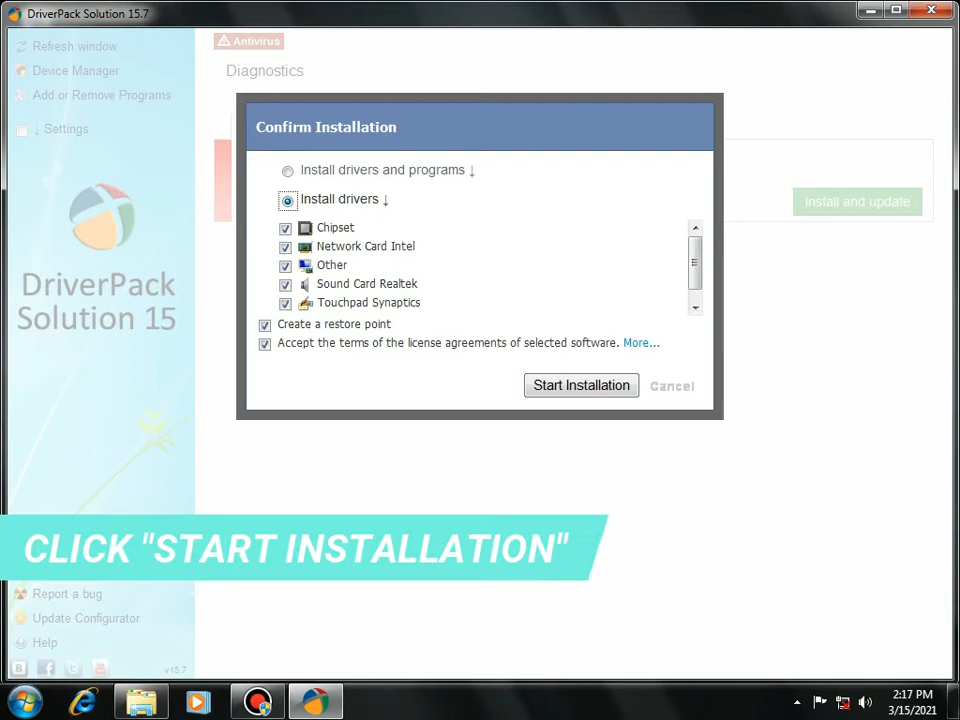 DriverPack Solution 15.7
Refresh window
Device Manager
Add or Remove Programs
↓ Settings
DriverPack
Solution 15
Report a bug
Update Configurator
Help
v15.7
Antivirus
Diagnostics
Install and update
Confirm Installation
Install drivers and programs ↓
Install drivers ↓
Chipset
Network Card Intel
Other
Sound Card Realtek
Touchpad Synaptics
Create a restore point
Accept the terms of the license agreements of selected software. More...
Start Installation
Cancel
CLICK "START INSTALLATION"
2:17 PM
3/15/2021